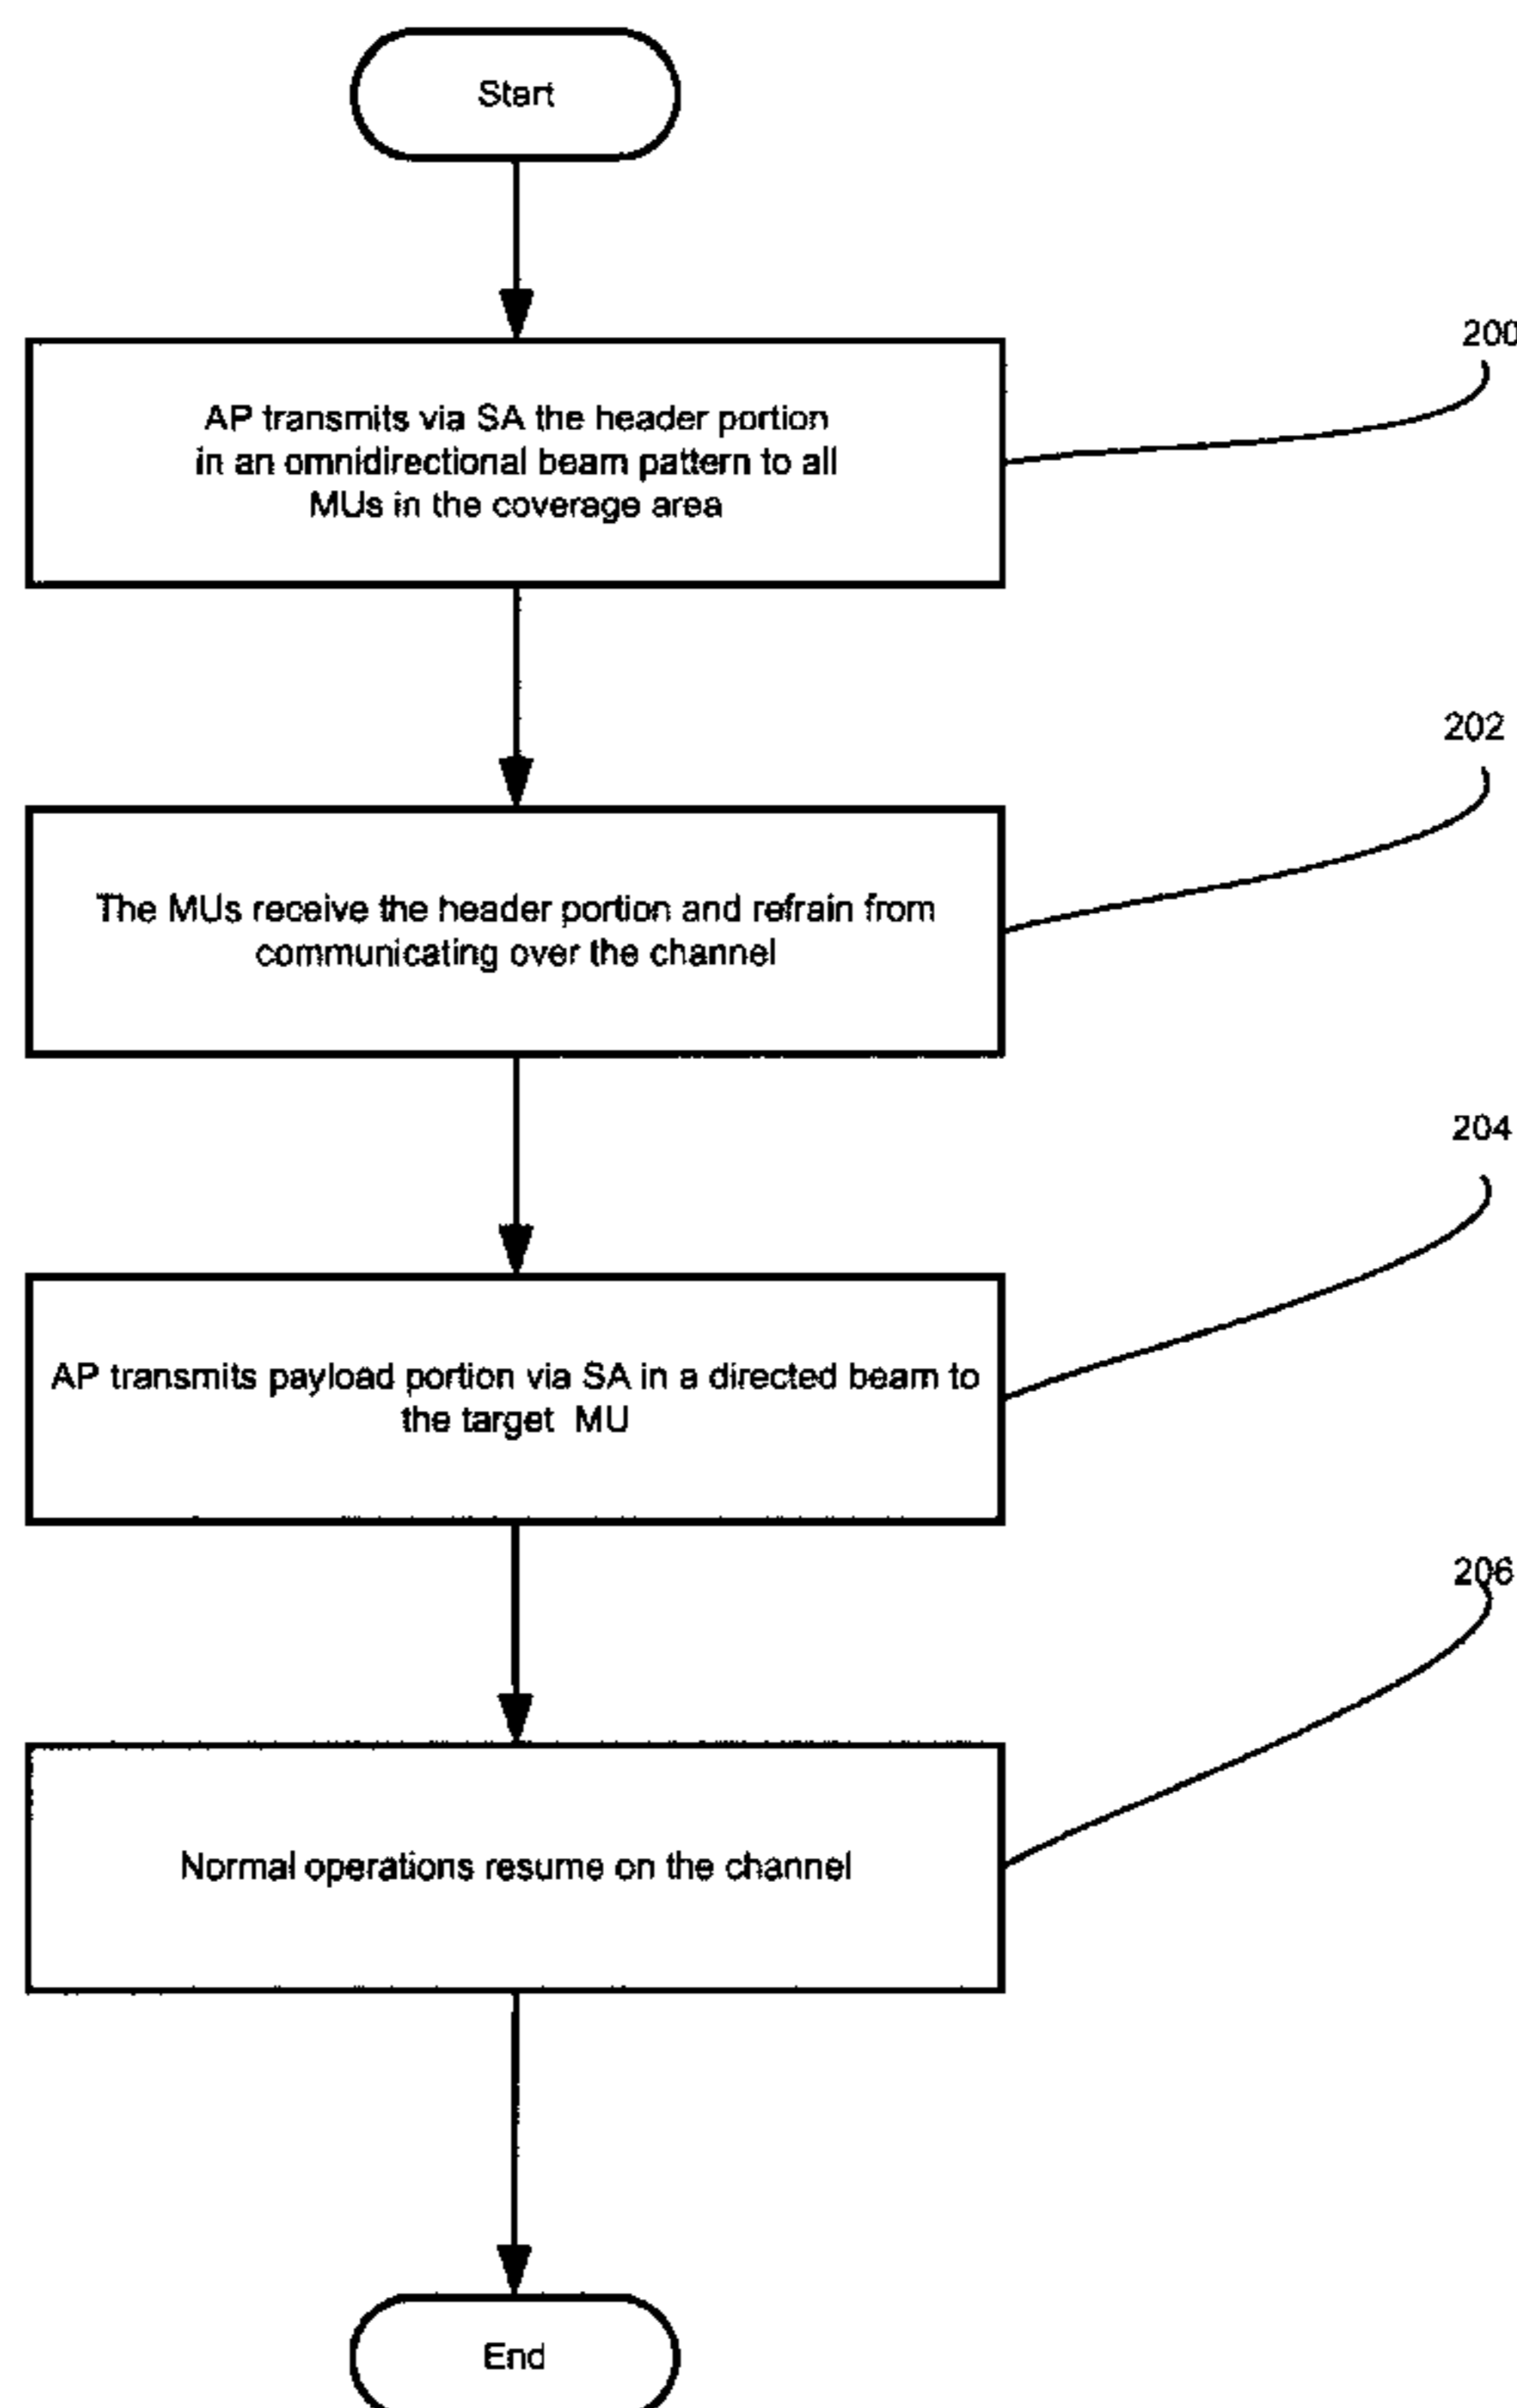 Start
200
AP transmits via SA the header portion
in an omnidirectional beam pattern to all
MUs in the coverage area
202
The MUs receive the header portion and refrain from
communicating over the channel
204
AP transmits payload portion via SA in a directed beam to
the target MU
206
Normal operations resume on the channel
End